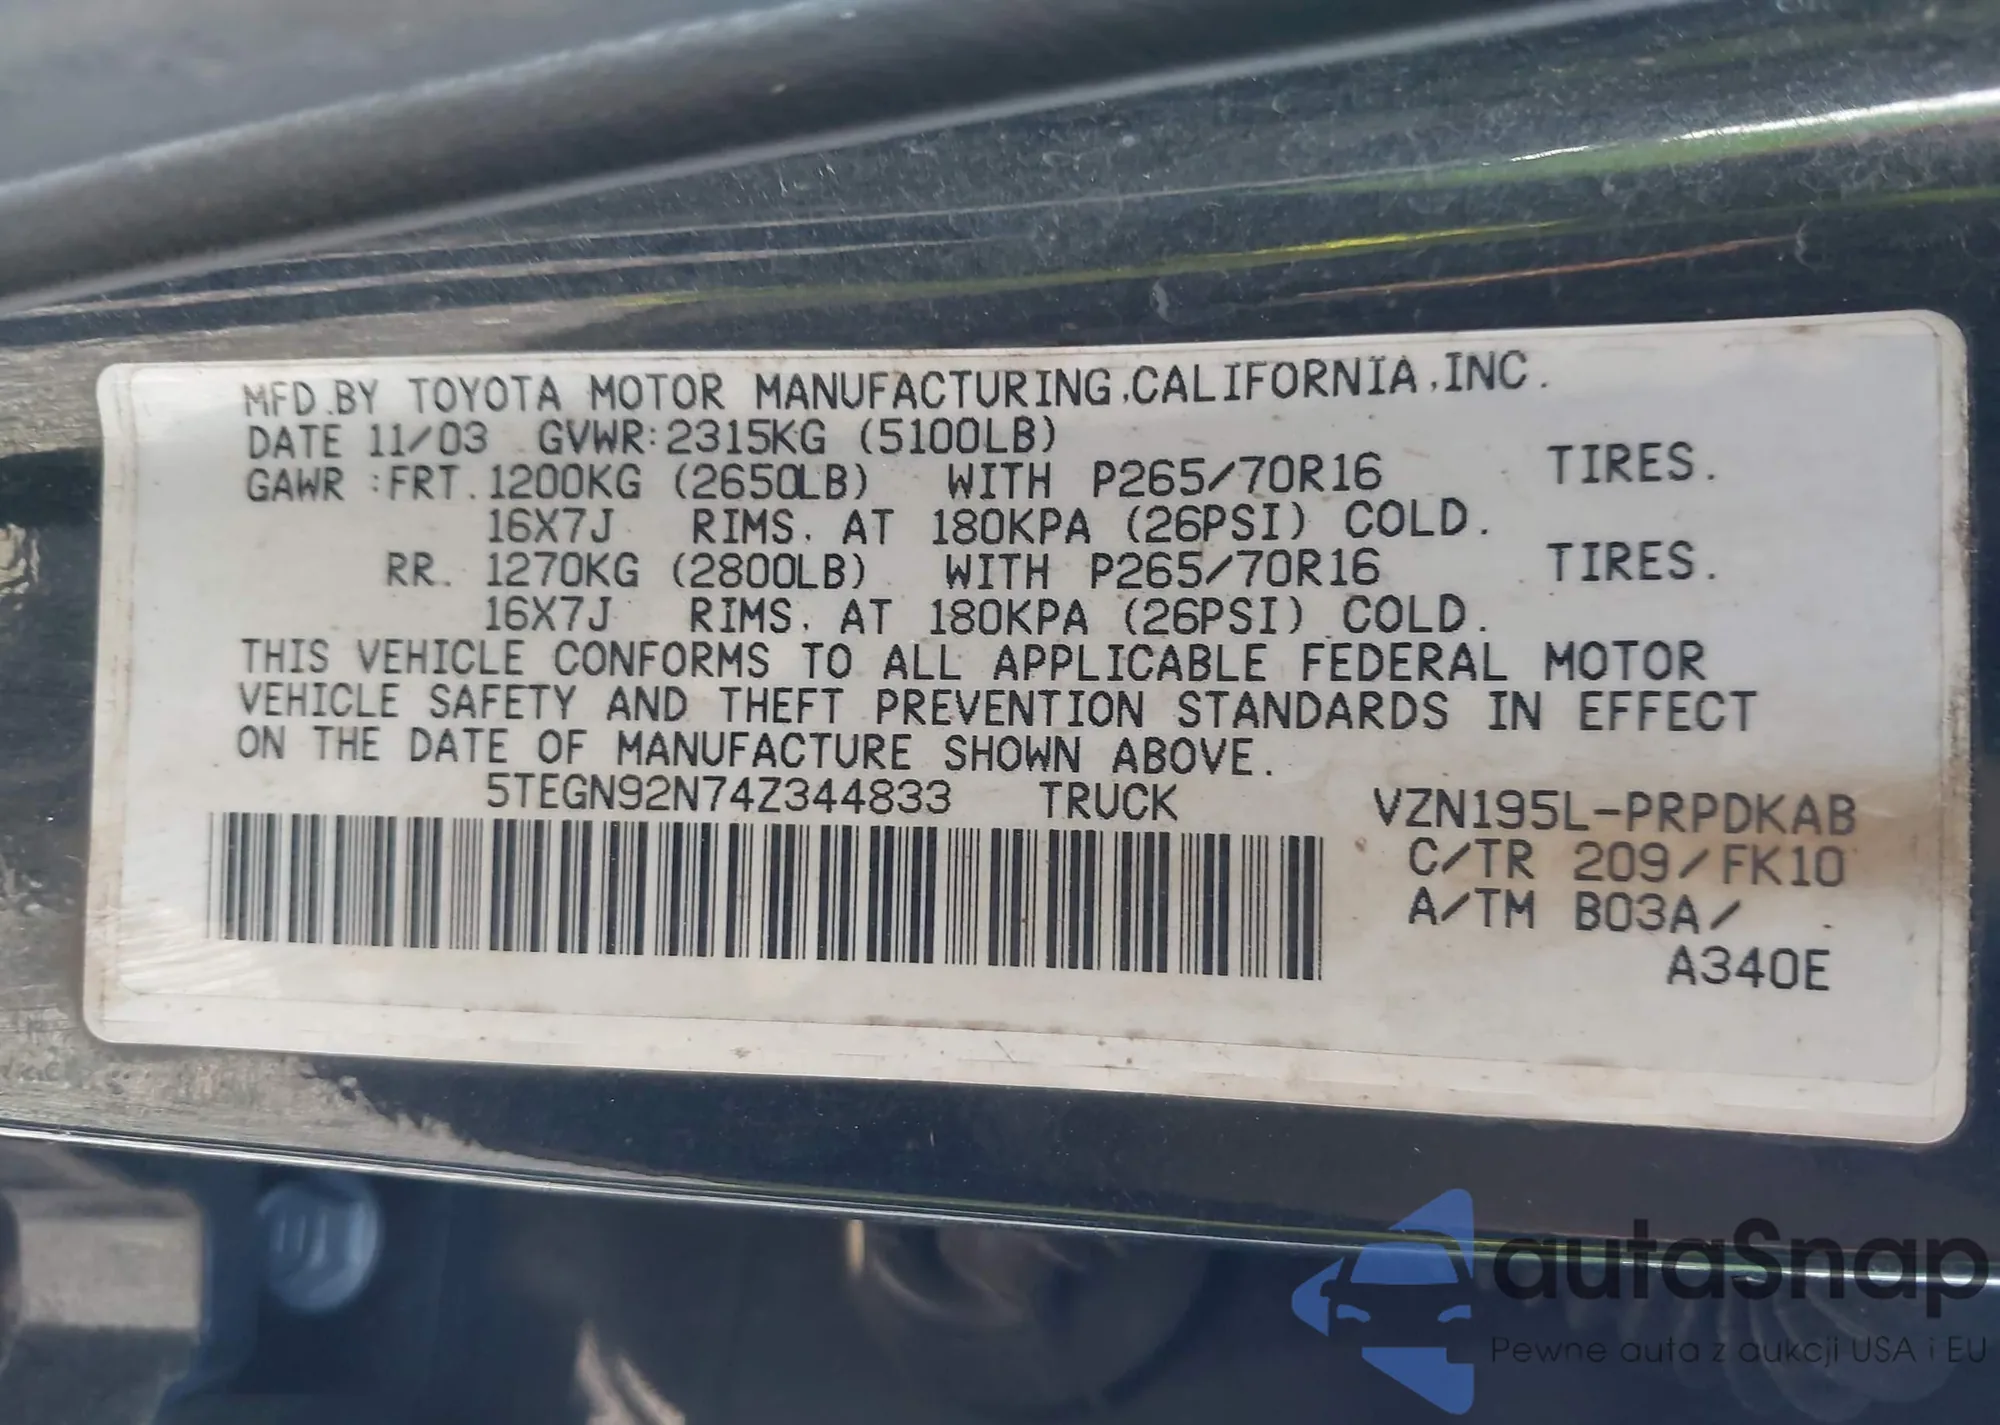 MFD.BY TOYOTA MOTOR MANUFACTURING,CALIFORNIA,INC.
DATE 11/03 GVWR:2315KG (5100LB)
GAWR :FRT. 1200KG (2650LB) WITH P265/70R16 TIRES.
16X7J RIMS, AT 180KPA (26PSI) COLD.
RR. 1270KG (2800LB) WITH P265/70R16 TIRES.
16X7J RIMS, AT 180KPA (26PSI) COLD.
THIS VEHICLE CONFORMS TO ALL APPLICABLE FEDERAL MOTOR
VEHICLE SAFETY AND THEFT PREVENTION STANDARDS IN EFFECT
ON THE DATE OF MANUFACTURE SHOWN ABOVE.
5TEGN92N74Z344833 TRUCK VZN195L-PRPDKAB
C/TR 209/FK10
A/TM B03A/
A340E
autaSnap
Pewne auta z aukcji USA i EU